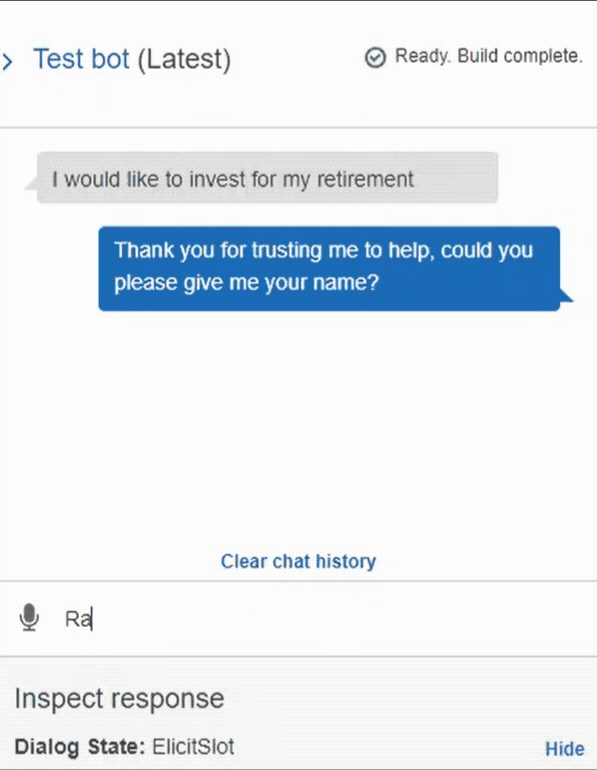 Test bot (Latest)
Ready. Build complete.
I would like to invest for my retirement
Thank you for trusting me to help, could you
please give me your name?
Clear chat history
Ra
Inspect response
Dialog State: ElicitSlot
Hide